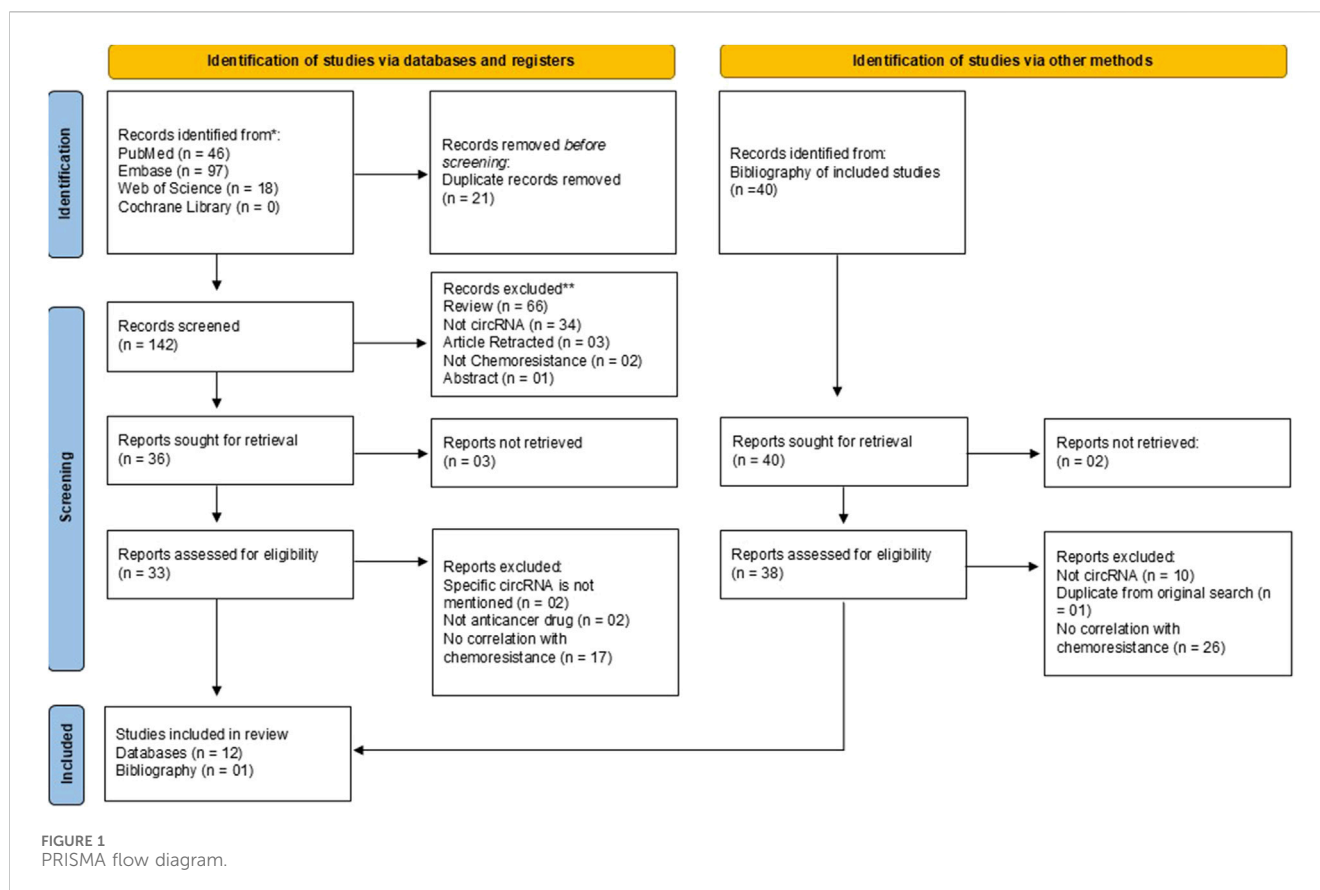 Identification of studies via databases and registers
Identification of studies via other methods
Identification
Records identified from*:
PubMed (n = 46)
Embase (n = 97)
Web of Science (n = 18)
Cochrane Library (n = 0)
Records removed before
screening:
Duplicate records removed
(n = 21)
Records identified from:
Bibliography of included studies
(n =40)
Screening
Records screened
(n = 142)
Records excluded**
Review (n = 66)
Not circRNA (n = 34)
Article Retracted (n = 03)
Not Chemoresistance (n = 02)
Abstract (n = 01)
Reports sought for retrieval
(n = 36)
Reports not retrieved
(n = 03)
Reports sought for retrieval
(n = 40)
Reports not retrieved:
(n = 02)
Reports assessed for eligibility
(n = 33)
Reports excluded:
Specific circRNA is not
mentioned (n = 02)
Not anticancer drug (n = 02)
No correlation with
chemoresistance (n = 17)
Reports assessed for eligibility
(n = 38)
Reports excluded:
Not circRNA (n = 10)
Duplicate from original search (n
= 01)
No correlation with
chemoresistance (n = 26)
Included
Studies included in review
Databases (n = 12)
Bibliography (n = 01)
FIGURE 1
PRISMA flow diagram.